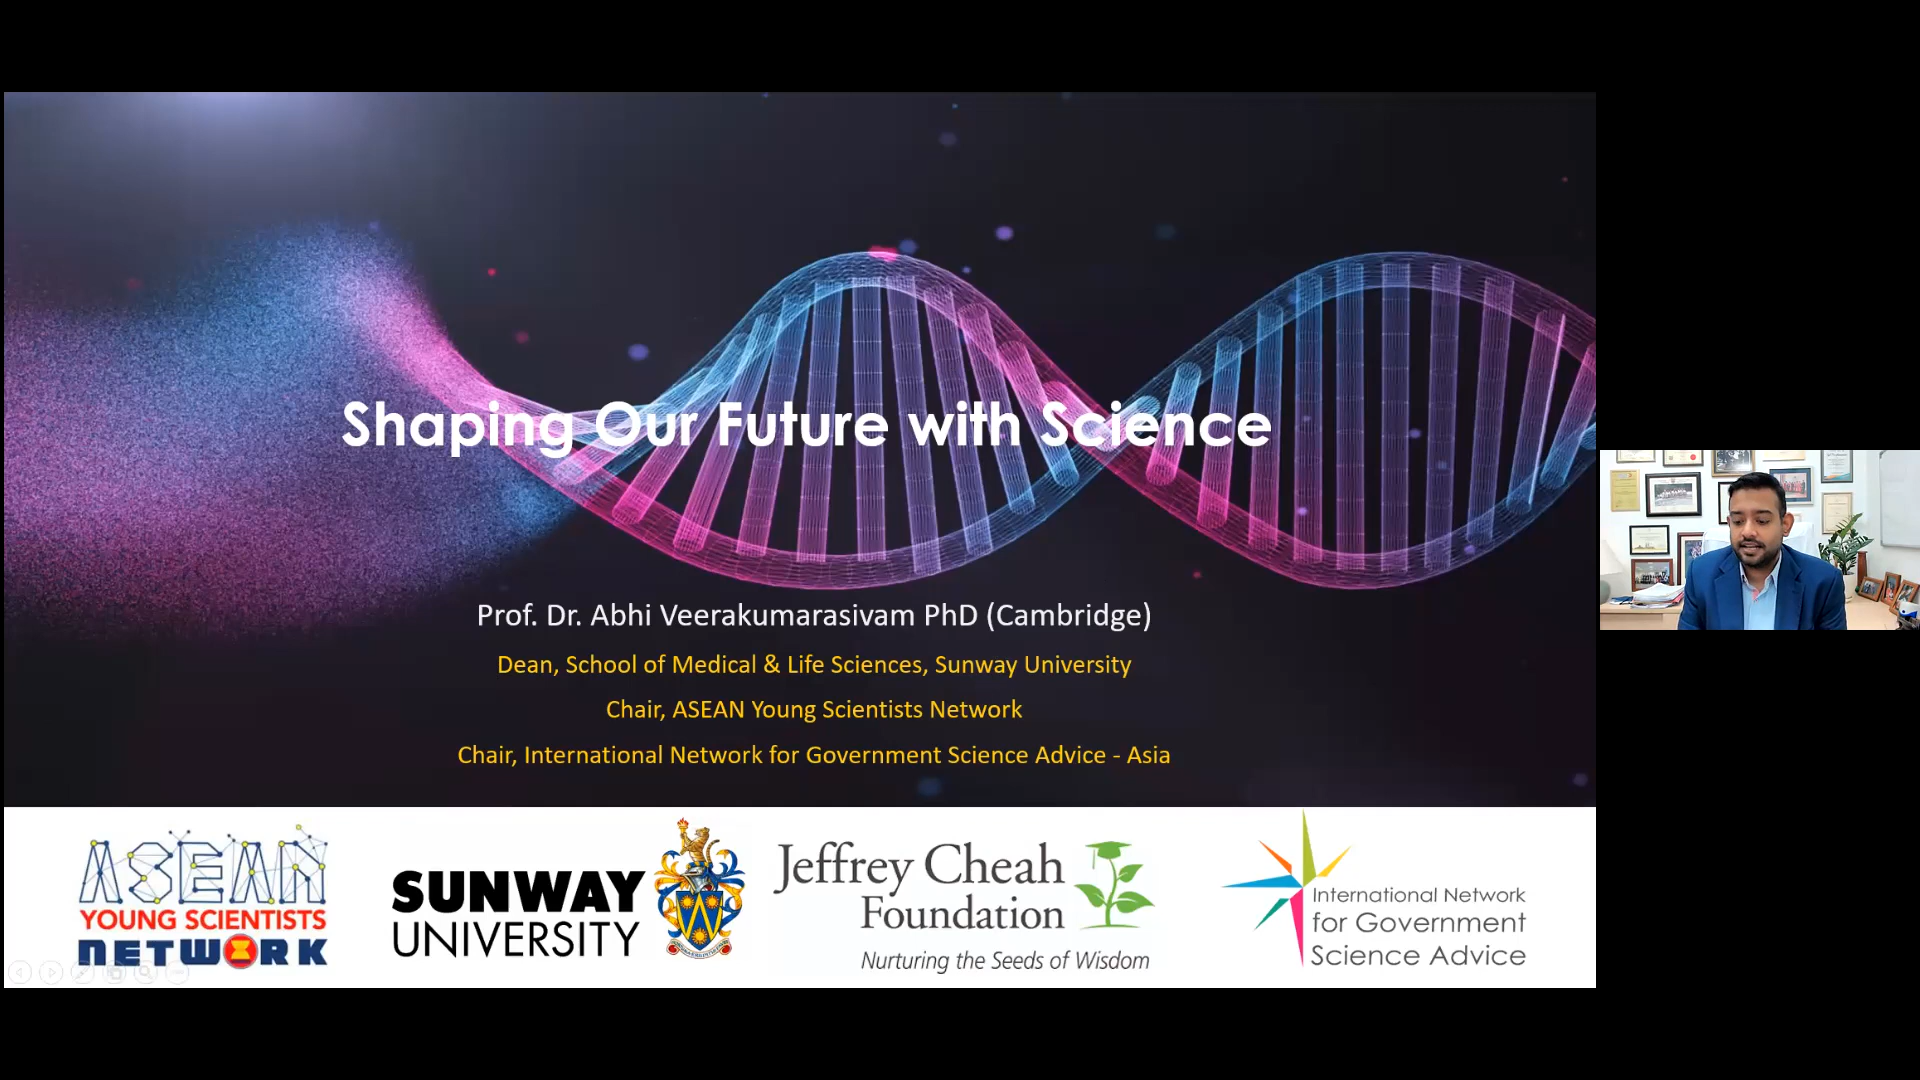 Shaping Our Future with Science
Prof. Dr. Abhi Veerakumarasivam PhD (Cambridge)
Dean, School of Medical & Life Sciences, Sunway University
Chair, ASEAN Young Scientists Network
Chair, International Network for Government Science Advice - Asia
ASEAN
YOUNG SCIENTISTS
NETWORK
SUNWAY
UNIVERSITY
Jeffrey Cheah
Foundation
Nurturing the Seeds of Wisdom
International Network
for Government
Science Advice